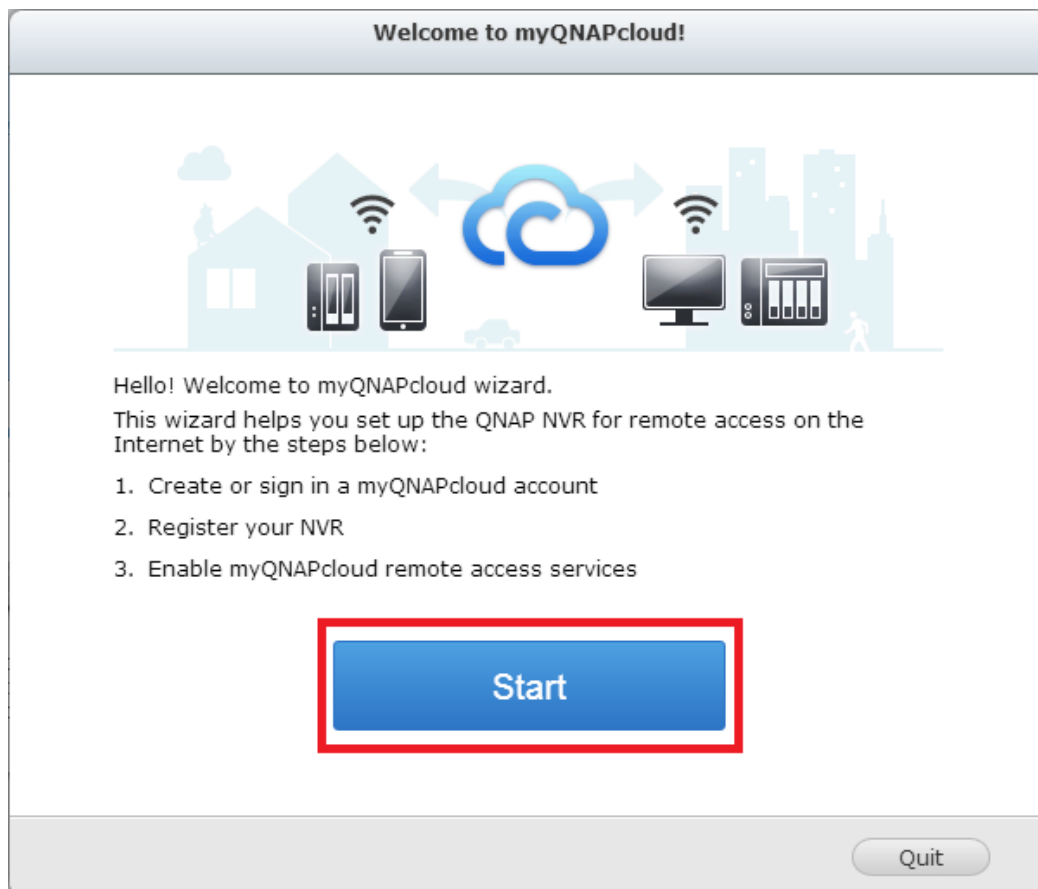 Welcome to myQNAPcloud!
Hello! Welcome to myQNAPcloud wizard.
This wizard helps you set up the QNAP NVR for remote access on the
Internet by the steps below:
1. Create or sign in a myQNAPcloud account
2. Register your NVR
3. Enable myQNAPcloud remote access services
Start
Quit